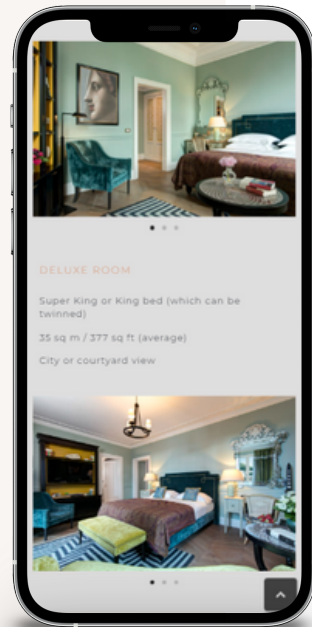 DELUXE ROOM
Super King or King bed (which can be
twinned)
35 sq m / 377 sq ft (average)
City or courtyard view